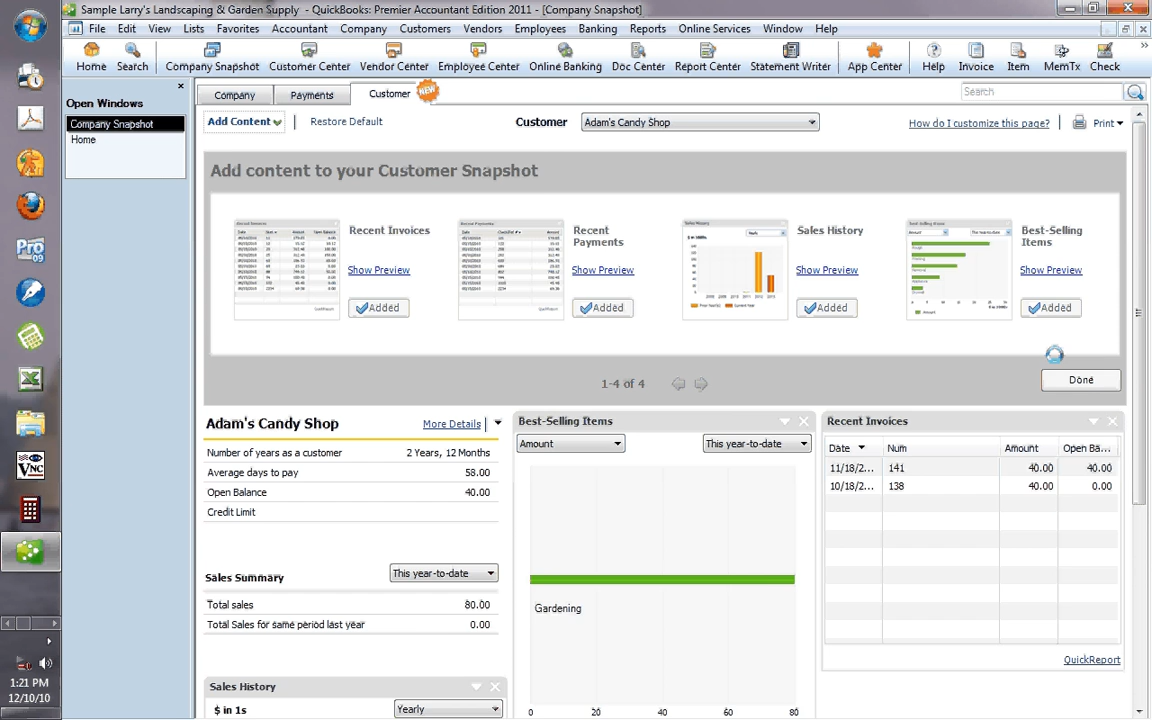 Sample Larry's Landscaping & Garden Supply - QuickBooks: Premier Accountant Edition 2011 - [Company Snapshot]
File Edit View Lists Favorites Accountant Company Customers Vendors Employees Banking Reports Online Services Window Help
Home Search Company Snapshot Customer Center Vendor Center Employee Center Online Banking Doc Center Report Center Statement Writer App Center Help Invoice Item MemTx Check
Open Windows
Company Snapshot
Home
Company Payments Customer NEW
Search
Add Content Restore Default Customer Adam's Candy Shop How do I customize this page? Print
Add content to your Customer Snapshot
Recent Invoices
Show Preview
Added
Recent Payments
Show Preview
Added
Sales History
Show Preview
Added
Best-Selling Items
Show Preview
Added
1-4 of 4
Done
Adam's Candy Shop More Details
Number of years as a customer 2 Years, 12 Months
Average days to pay 58.00
Open Balance 40.00
Credit Limit
Sales Summary This year-to-date
Total sales 80.00
Total Sales for same period last year 0.00
Sales History
$ in 1s Yearly
Best-Selling Items
Amount This year-to-date
Gardening
0 20 40 60 80
Recent Invoices
Date Num Amount Open Ba...
11/18/2... 141 40.00 40.00
10/18/2... 138 40.00 0.00
QuickReport
Pro 09
VNC
1:21 PM
12/10/10